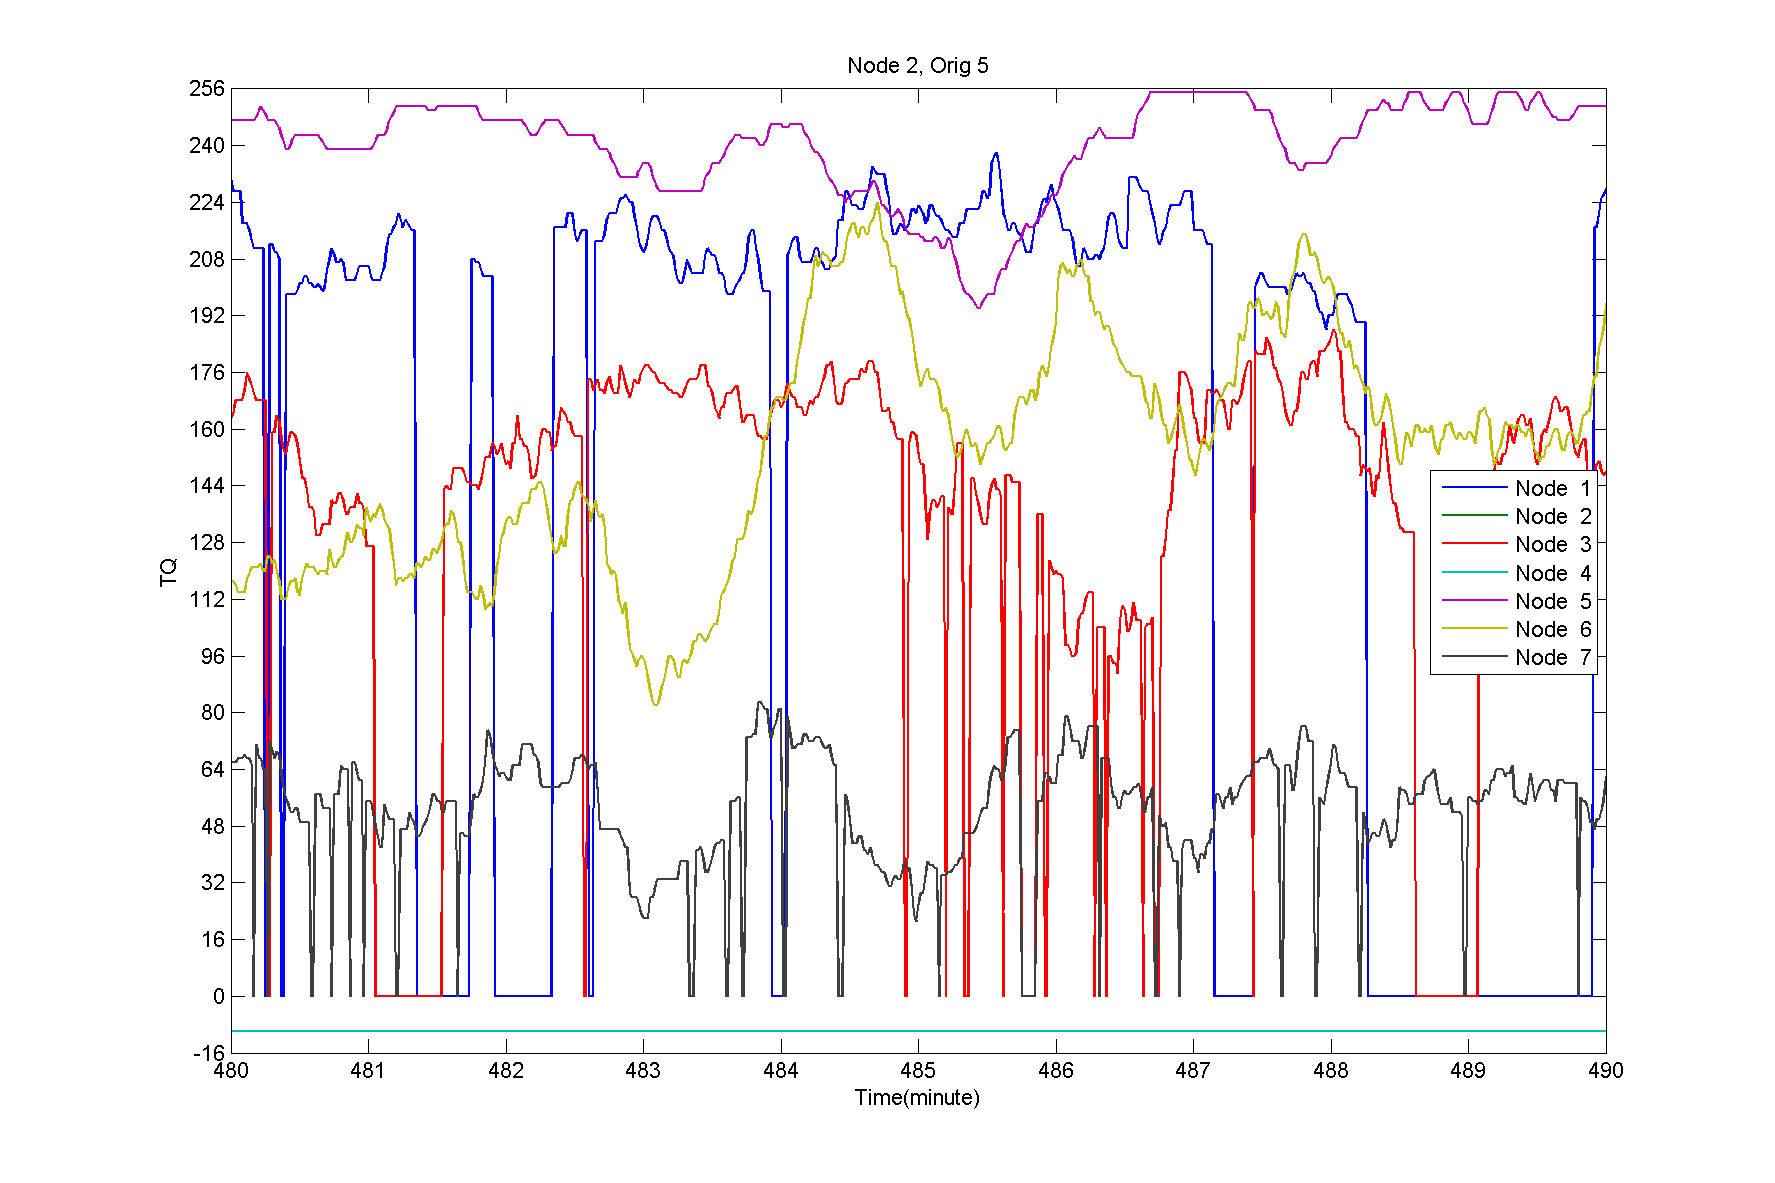 Node 2, Orig 5
256
240
224
208
192
176
160
144
128
112
96
80
64
48
32
16
0
-16
TQ
Node 1
Node 2
Node 3
Node 4
Node 5
Node 6
Node 7
480 481 482 483 484 485 486 487 488 489 490
Time(minute)